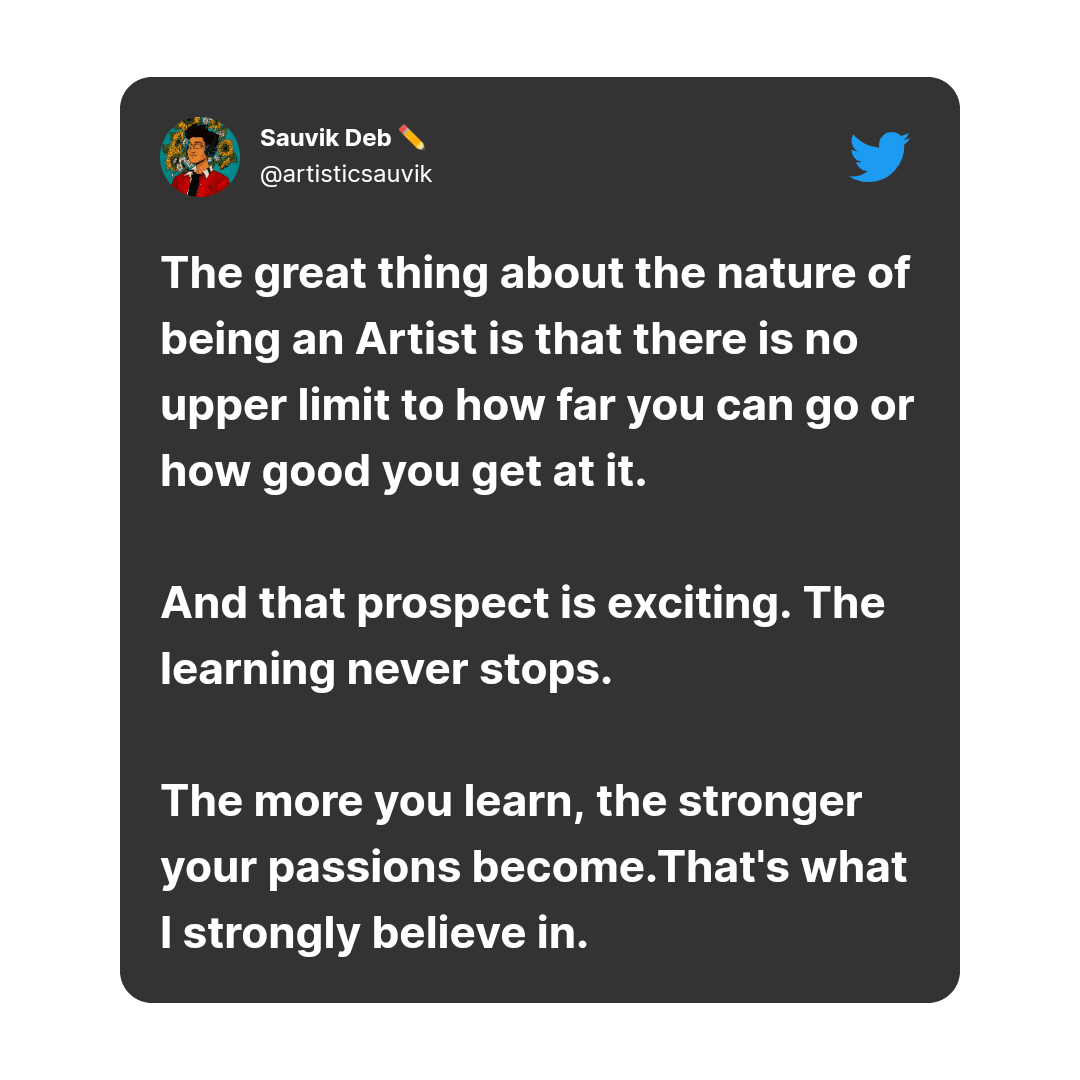 Sauvik Deb ✏️
@artisticsauvik
The great thing about the nature of
being an Artist is that there is no
upper limit to how far you can go or
how good you get at it.
And that prospect is exciting. The
learning never stops.
The more you learn, the stronger
your passions become.That's what
I strongly believe in.